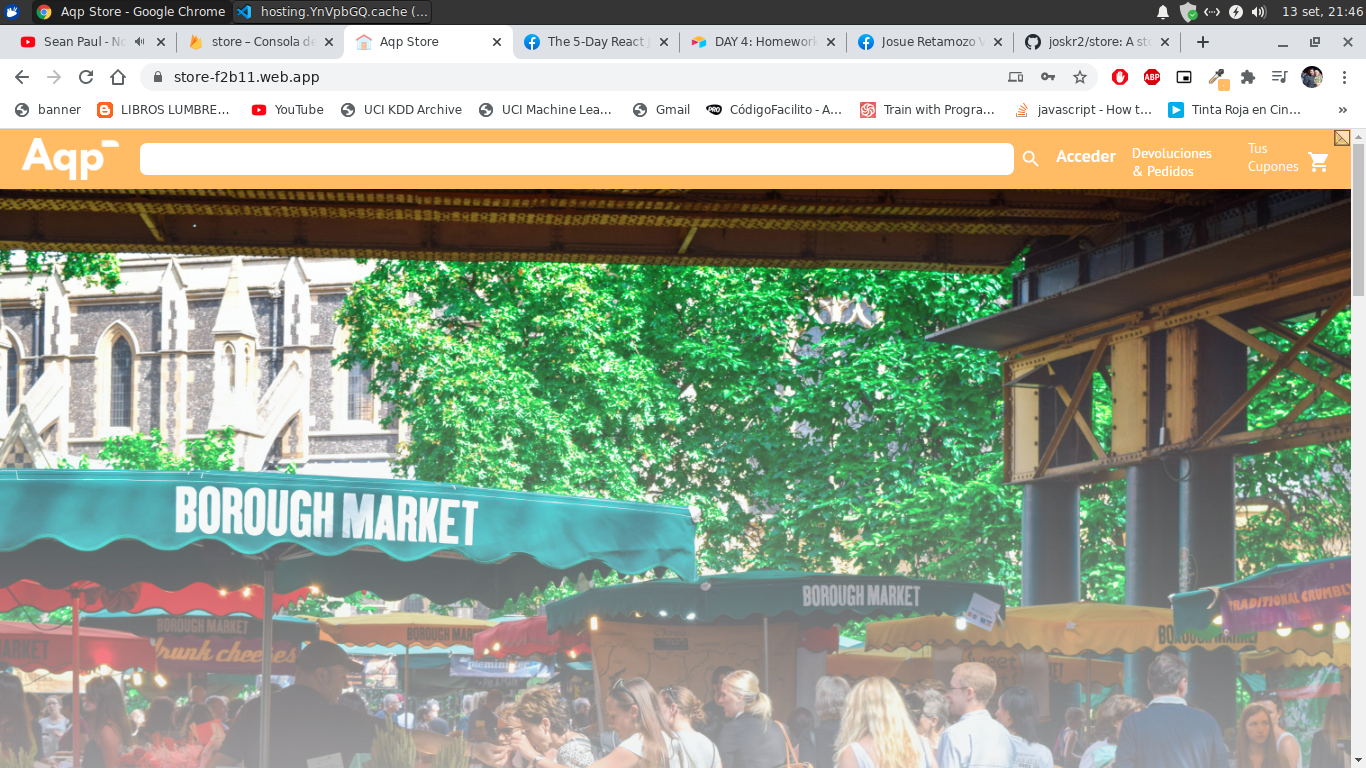 Aqp Store - Google Chrome
hosting.YnVpbGQ.cache (...
13 set, 21:46
Sean Paul - No
store – Consola de
Aqp Store
The 5-Day React J
DAY 4: Homework
Josue Retamozo V
joskr2/store: A sto
store-f2b11.web.app
ABP
banner
LIBROS LUMBRE...
YouTube
UCI KDD Archive
UCI Machine Lea...
Gmail
PRO
CódigoFacilito - A...
Train with Progra...
javascript - How t...
Tinta Roja en Cin...
»
Aqp
Acceder
Devoluciones
& Pedidos
Tus
Cupones
BOROUGH MARKET
BOROUGH MARKET
TRADITIONAL CRUMBLY
BOROUGH MARKET
BOROUGH MA
BOROUGH MARKET
MARKET
Drunk cheeses